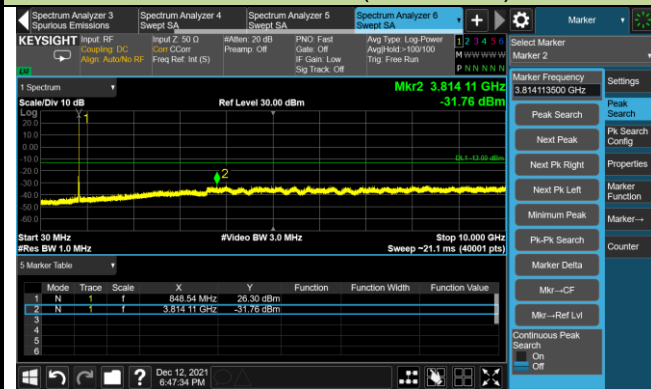 Spectrum Analyzer 3
Spurious Emissions
Spectrum Analyzer 4
Swept SA
Spectrum Analyzer 5
Swept SA
Spectrum Analyzer 6
Swept SA
Marker
KEYSIGHT
Input: RF
Coupling: DC
Align: Auto/No RF
Input Z: 50 Ω
Corr CCorr
Freq Ref: Int (S)
#Atten: 20 dB
Preamp: Off
PNO: Fast
Gate: Off
IF Gain: Low
Sig Track: Off
Avg Type: Log-Power
Avg|Hold:>100/100
Trig: Free Run
1 2 3 4 5 6
M W W W W W
P N N N N N
Select Marker
Marker 2
1 Spectrum
Mkr2 3.814 11 GHz
-31.76 dBm
Scale/Div 10 dB
Ref Level 30.00 dBm
Log
20.0
10.0
0.00
-10.0
-20.0
-30.0
-40.0
-50.0
-60.0
1
2
DL1 -13.00 dBm
Start 30 MHz
#Res BW 1.0 MHz
#Video BW 3.0 MHz
Stop 10.000 GHz
Sweep ~21.1 ms (40001 pts)
5 Marker Table
Mode Trace Scale X Y Function Function Width Function Value
1 N 1 f 848.54 MHz 26.30 dBm
2 N 1 f 3.814 11 GHz -31.76 dBm
3
4
5
6
Marker Frequency
3.814113500 GHz
Peak Search
Next Peak
Next Pk Right
Next Pk Left
Minimum Peak
Pk-Pk Search
Marker Delta
Mkr→CF
Mkr→Ref Lvl
Continuous Peak
Search
On
Off
Settings
Peak
Search
Pk Search
Config
Properties
Marker
Function
Marker→
Counter
?
Dec 12, 2021
6:47:34 PM